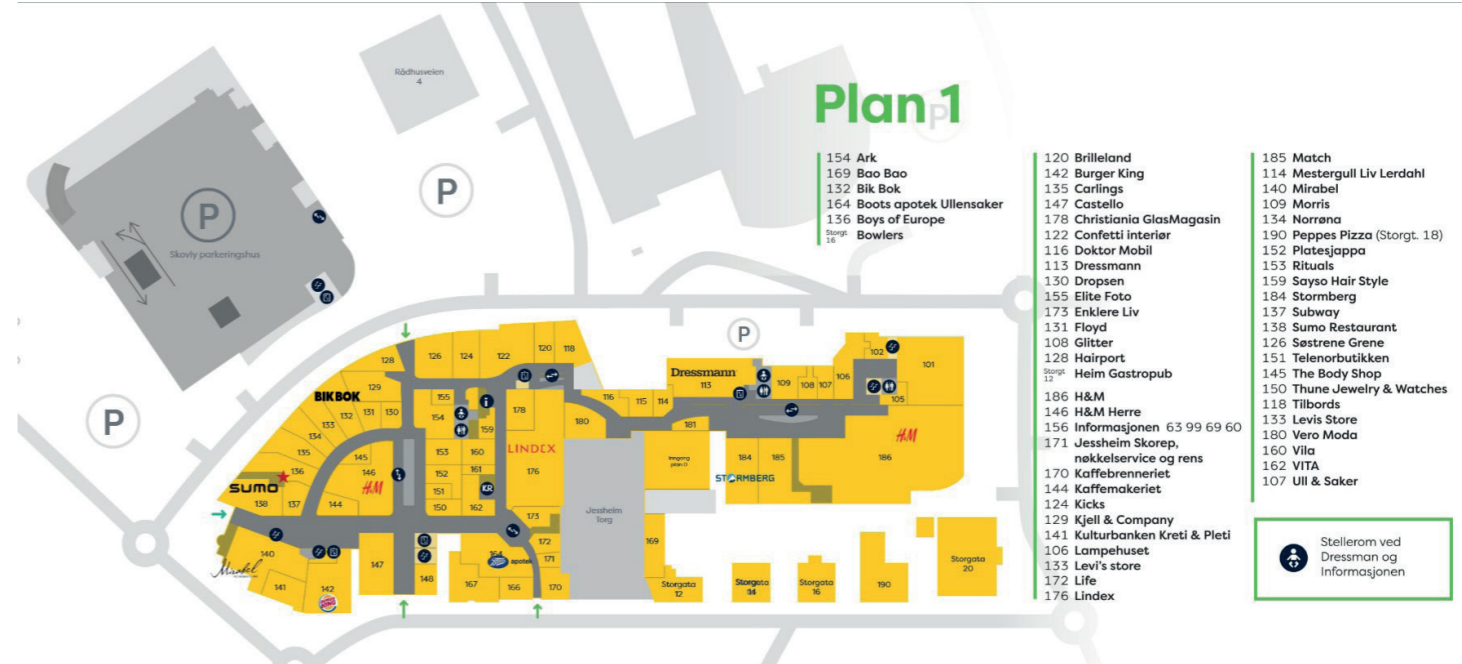 Plan 1
P
154 Ark
169 Bao Bao
132 Bik Bok
164 Boots apotek Ullensaker
136 Boys of Europe
Storgt 16 Bowlers
120 Brilleland
142 Burger King
135 Carlings
147 Castello
178 Christiania GlasMagasin
122 Confetti interiør
116 Doktor Mobil
113 Dressmann
130 Dropsen
155 Elite Foto
173 Enklere Liv
131 Floyd
108 Glitter
128 Hairport
Storgt 12 Heim Gastropub
186 H&M
146 H&M Herre
156 Informasjonen 63 99 69 60
171 Jessheim Skorep,
nøkkelservice og rens
170 Kaffebrenneriet
144 Kaffemakeriet
124 Kicks
129 Kjell & Company
141 Kulturbanken Kreti & Pleti
106 Lampehuset
133 Levi's store
172 Life
176 Lindex
185 Match
114 Mestergull Liv Lerdahl
140 Mirabel
109 Morris
134 Norrøna
190 Peppes Pizza (Storgt. 18)
152 Platesjappa
153 Rituals
159 Sayso Hair Style
184 Stormberg
137 Subway
138 Sumo Restaurant
126 Søstrene Grene
151 Telenorbutikken
145 The Body Shop
150 Thune Jewelry & Watches
118 Tilbords
133 Levis Store
180 Vero Moda
160 Vila
162 VITA
107 Ull & Saker
Stellerom ved
Dressman og
Informasjonen
Rådhusveien
4
P
P
Skovly parkeringshus
P
P
128
126
124
122
120
118
129
BIK BOK
132
131
130
133
134
135
136
145
146
H&M
SUMO
138
137
144
155
154
159
153
160
152
161
151
KR
150
162
178
LINDEX
176
173
180
116
115
114
Dressmann
113
109
108
107
106
102
101
105
181
Inngang
plan 0
184
185
STORMBERG
H&M
186
Jessheim
Torg
Mirabel
140
141
142
BURGER KING
147
148
164
Boots apotek
172
171
167
166
170
169
Storgata
12
Storgata
16
190
Storgata
20